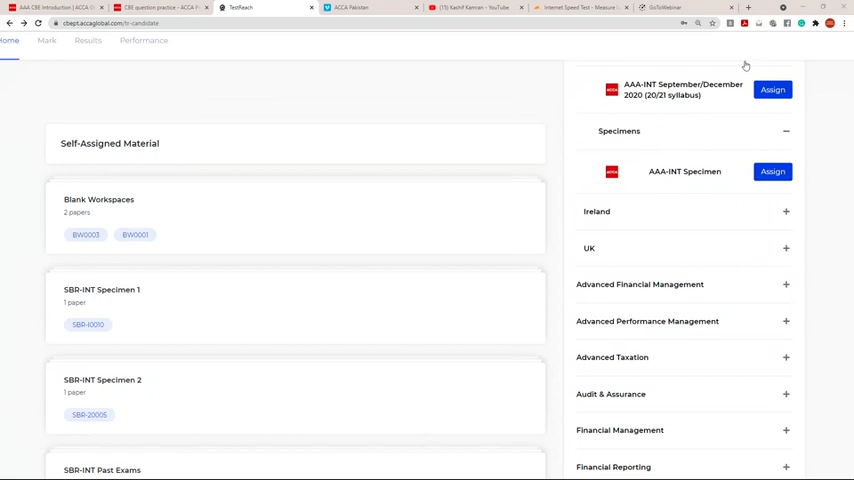 ACCA CBE Introduction | ACCA G
CBE question practice - ACCA P
TestReach
ACCA Pakistan
(13) Kashif Kamran - YouTube
Internet Speed Test - Measure L
GoToWebinar
cbept.accaglobal.com/tr-candidate
Home
Mark
Results
Performance
AAA-INT September/December
2020 (20/21 syllabus)
Assign
Self-Assigned Material
Specimens
AAA-INT Specimen
Assign
Blank Workspaces
2 papers
BW0003
BW0001
Ireland
UK
SBR-INT Specimen 1
1 paper
SBR-I0010
Advanced Financial Management
Advanced Performance Management
Advanced Taxation
SBR-INT Specimen 2
1 paper
SBR-20005
Audit & Assurance
Financial Management
SBR-INT Past Exams
Financial Reporting